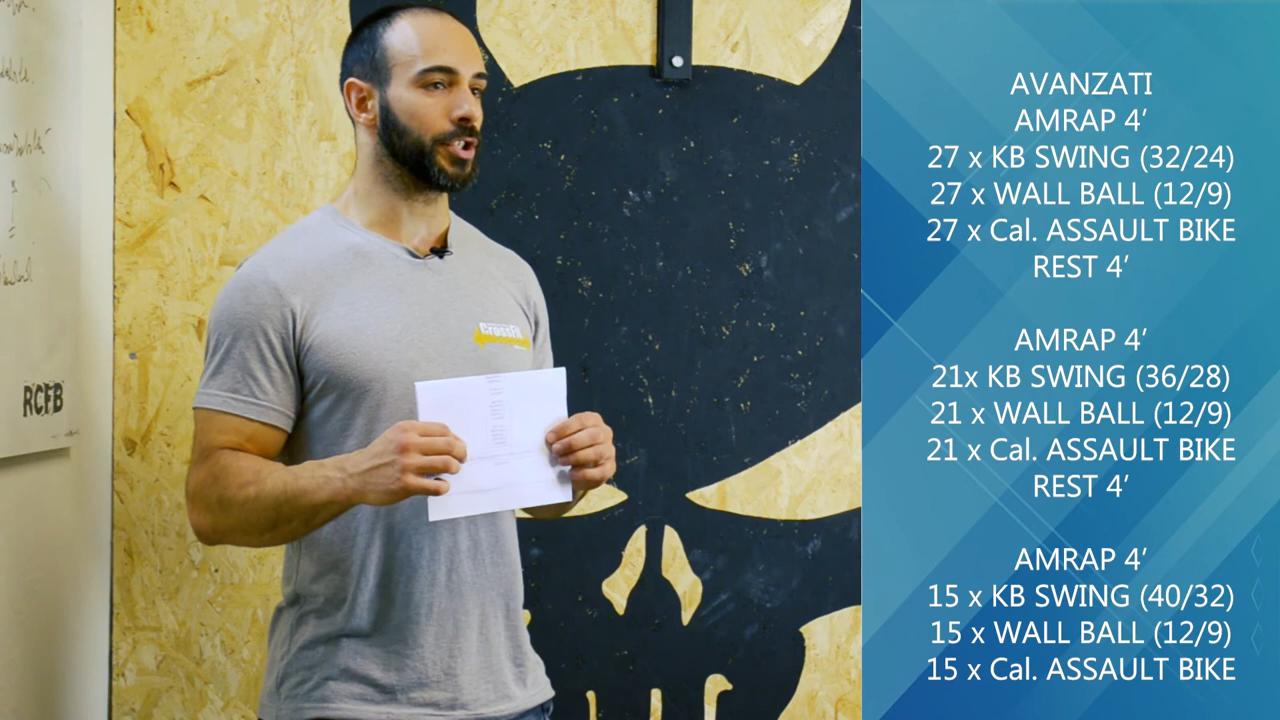 RCFB
CrossFit
AVANZATI
AMRAP 4'
27 x KB SWING (32/24)
27 x WALL BALL (12/9)
27 x Cal. ASSAULT BIKE
REST 4'
AMRAP 4'
21x KB SWING (36/28)
21 x WALL BALL (12/9)
21 x Cal. ASSAULT BIKE
REST 4'
AMRAP 4'
15 x KB SWING (40/32)
15 x WALL BALL (12/9)
15 x Cal. ASSAULT BIKE